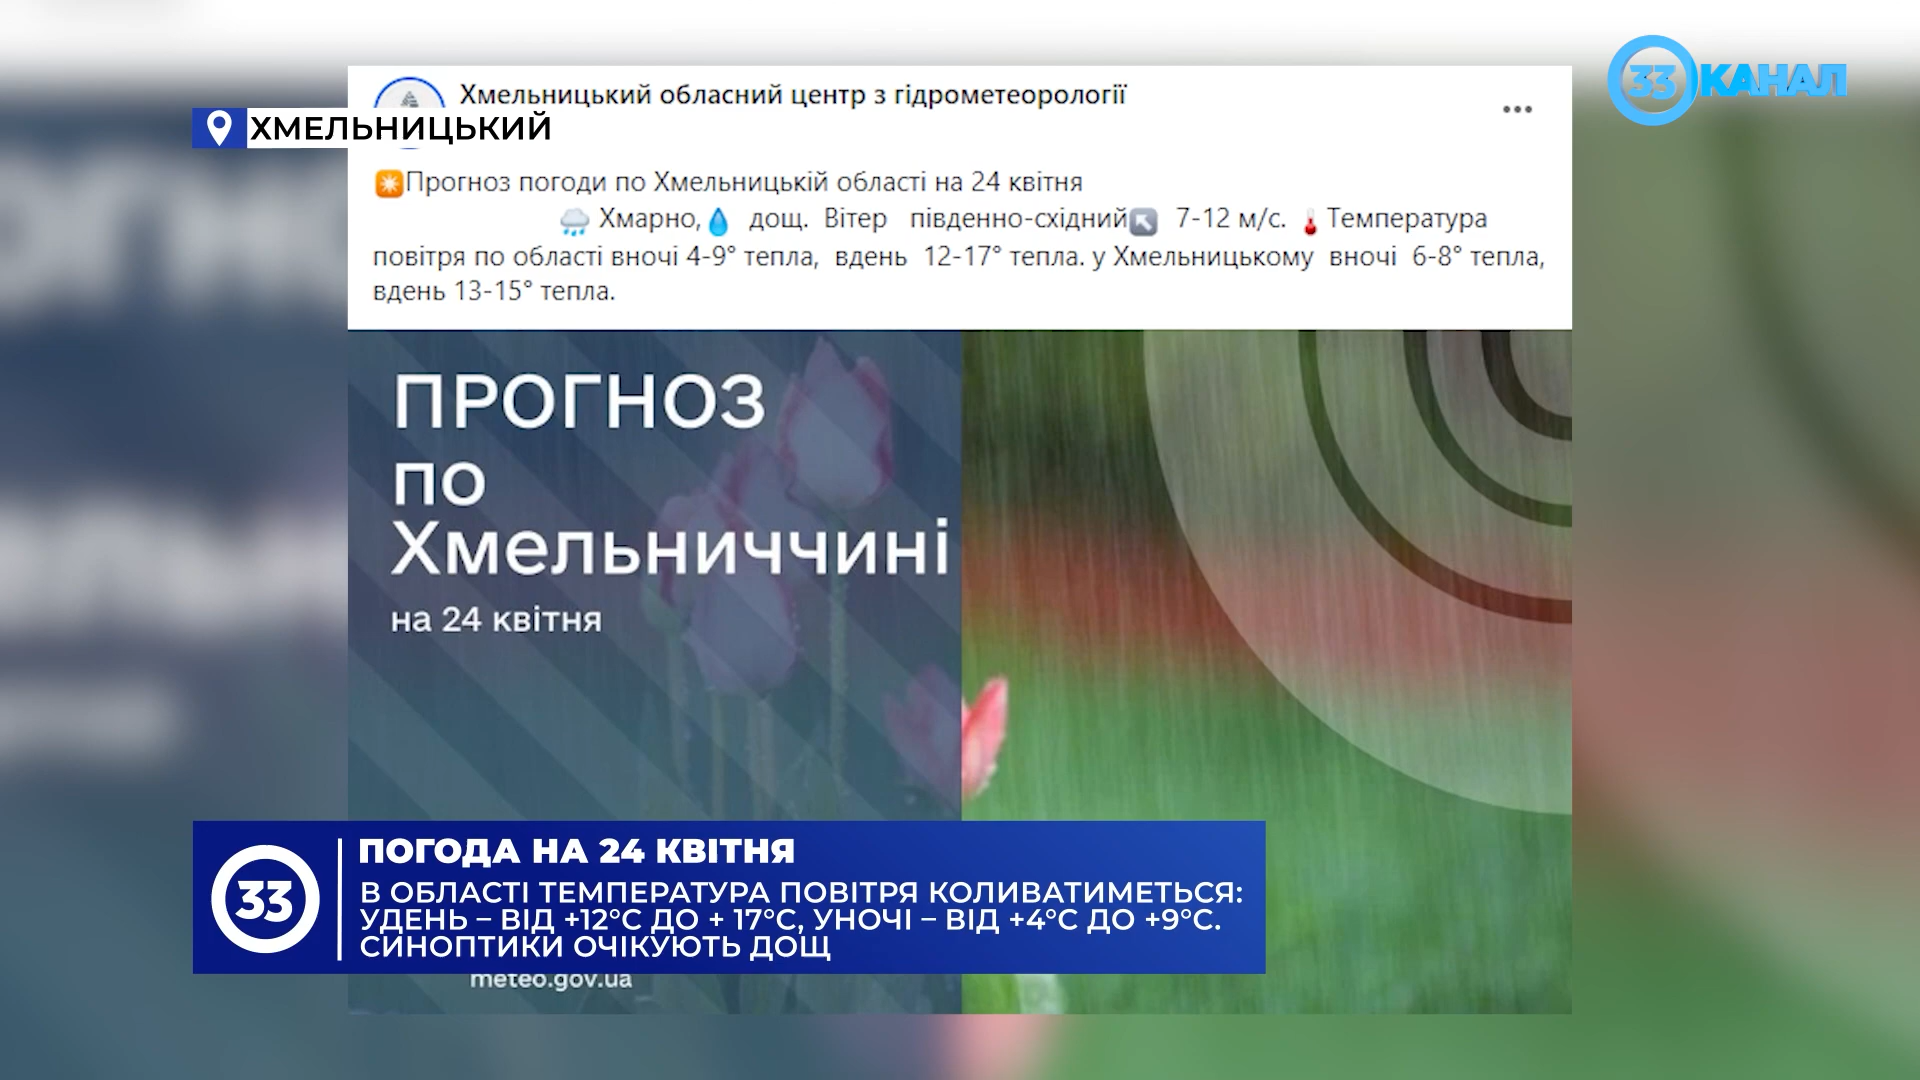 33 КАНАЛ
Хмельницький обласний центр з гідрометеорології
ХМЕЛЬНИЦЬКИЙ
Прогноз погоди по Хмельницькій області на 24 квітня
Хмарно, дощ. Вітер південно-східний 7-12 м/с. Температура
повітря по області вночі 4-9° тепла, вдень 12-17° тепла. у Хмельницькому вночі 6-8° тепла,
вдень 13-15° тепла.
ПРОГНОЗ
по
Хмельниччині
на 24 квітня
33
ПОГОДА НА 24 КВІТНЯ
В ОБЛАСТІ ТЕМПЕРАТУРА ПОВІТРЯ КОЛИВАТИМЕТЬСЯ:
УДЕНЬ – ВІД +12°С ДО + 17°С, УНОЧІ – ВІД +4°С ДО +9°С.
СИНОПТИКИ ОЧІКУЮТЬ ДОЩ
meteo.gov.ua